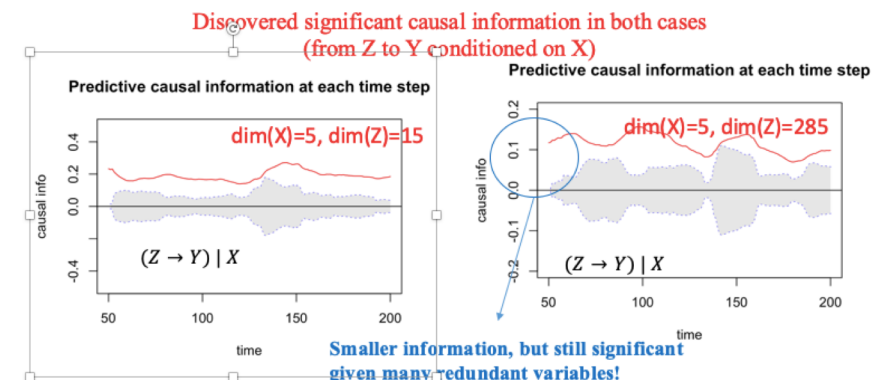 Discovered significant causal information in both cases
(from Z to Y conditioned on X)
Predictive causal information at each time step
dim(X)=5, dim(Z)=15
causal info
0.4
0.2
0.0
-0.4
(Z → Y) | X
50 100 150 200
time
Predictive causal information at each time step
dim(X)=5, dim(Z)=285
causal info
0.2
0.1
0.0
-0.1
-0.2
(Z → Y) | X
50 100 150 200
time
Smaller information, but still significant
given many redundant variables!